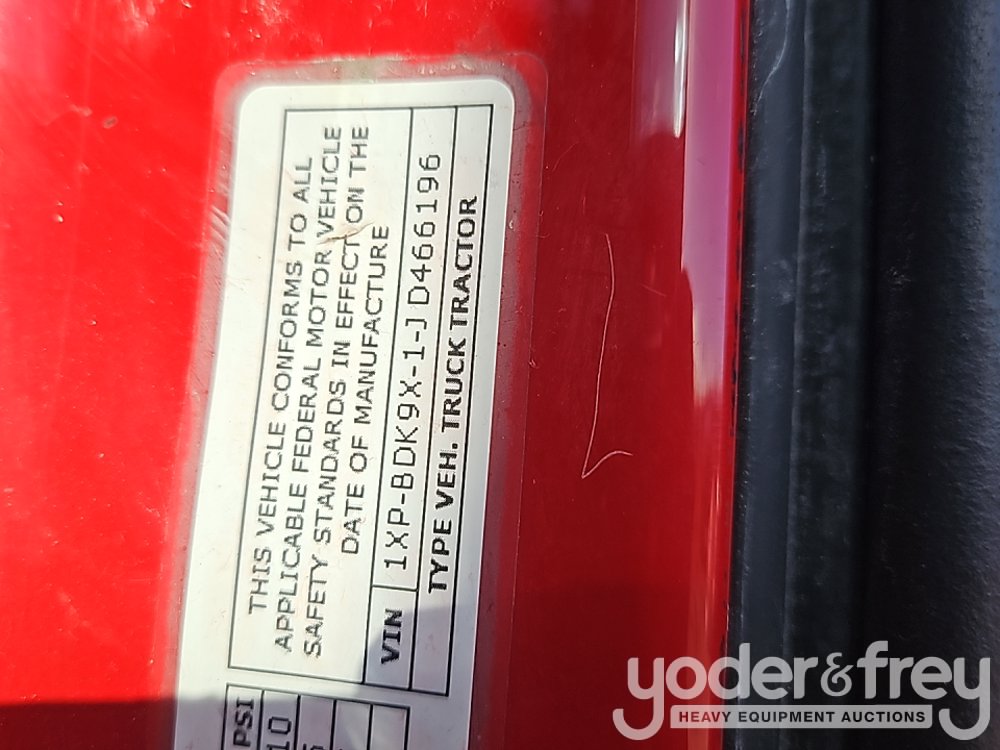 THIS VEHICLE CONFORMS TO ALL
APPLICABLE FEDERAL MOTOR VEHICLE
SAFETY STANDARDS IN EFFECT ON THE
DATE OF MANUFACTURE
VIN 1XP-BDK9X-1-JD466196
TYPE VEH. TRUCK TRACTOR
PSI
10
yoder&frey
HEAVY EQUIPMENT AUCTIONS